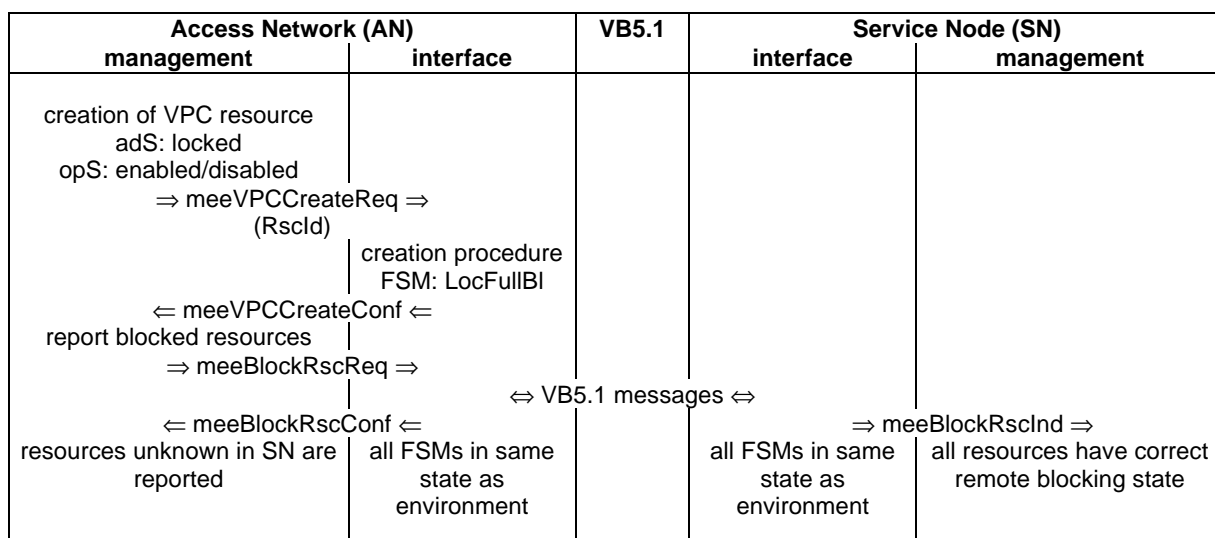 Access Network (AN) VB5.1 Service Node (SN)
management interface interface management
creation of VPC resource
adS: locked
opS: enabled/disabled
⇒ meeVPCCreateReq ⇒
(RscId)
creation procedure
FSM: LocFullBl
⇐ meeVPCCreateConf ⇐
report blocked resources
⇒ meeBlockRscReq ⇒
⇔ VB5.1 messages ⇔
⇐ meeBlockRscConf ⇐ ⇒ meeBlockRscInd ⇒
resources unknown in SN are all FSMs in same all FSMs in same all resources have correct
reported state as state as remote blocking state
environment environment